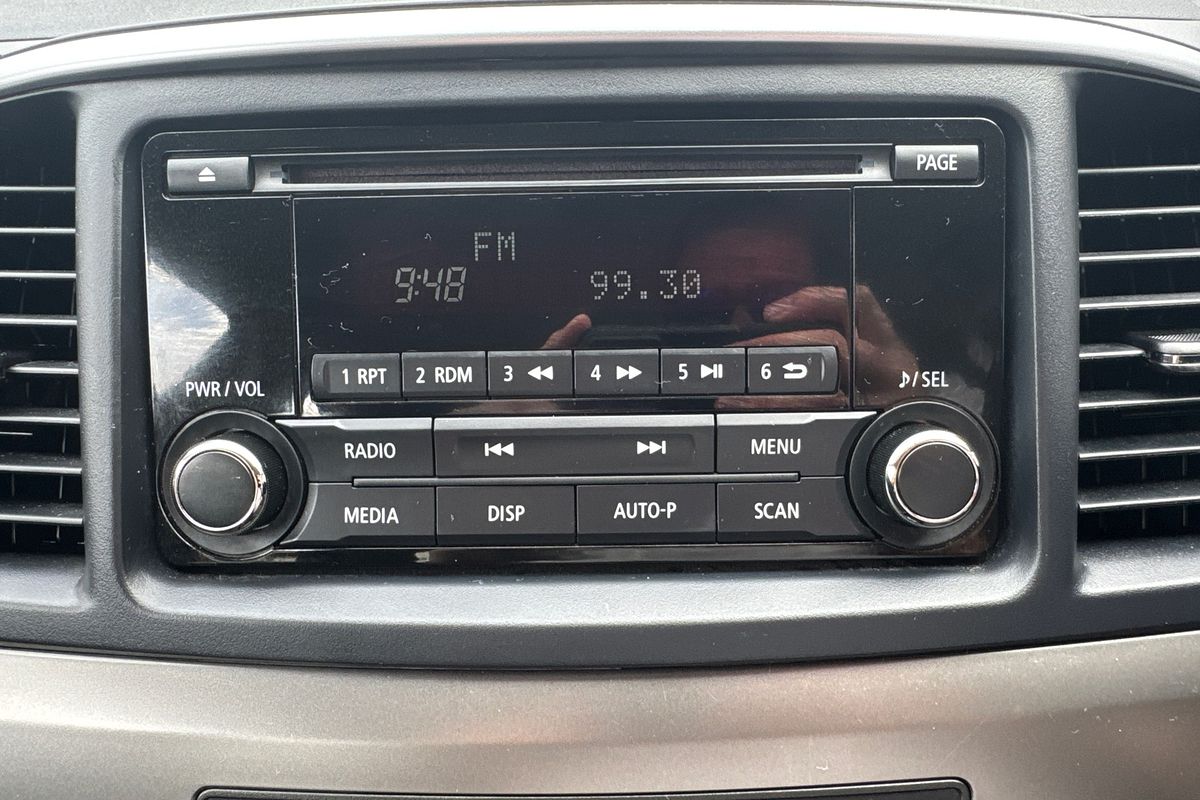 PAGE
FM
9:48 99.30
1 RPT 2 RDM 3 4 5 6
PWR / VOL
♪/ SEL
RADIO MENU
MEDIA DISP AUTO-P SCAN